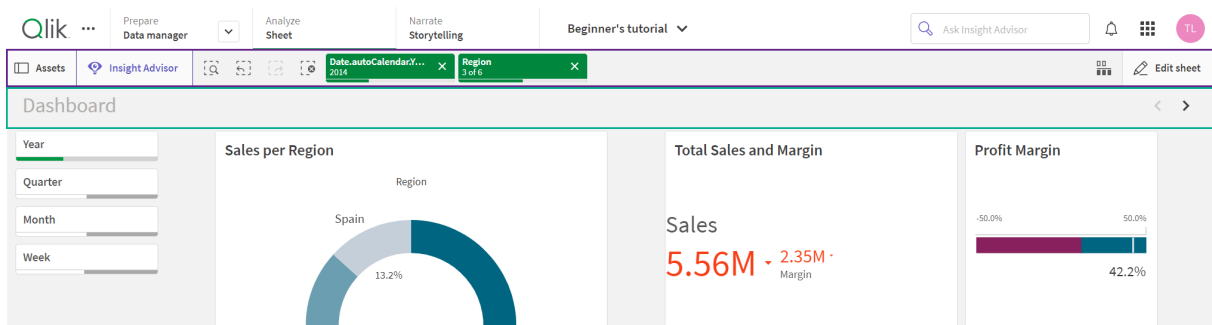 Qlik
Prepare
Data manager
Analyze
Sheet
Narrate
Storytelling
Beginner's tutorial
Ask Insight Advisor
TL
Assets
Insight Advisor
Date.autoCalendar.Y...
2014
Region
3 of 6
Edit sheet
Dashboard
Year
Quarter
Month
Week
Sales per Region
Region
Spain
13.2%
Total Sales and Margin
Sales
5.56M
2.35M
Margin
Profit Margin
-50.0%
50.0%
42.2%